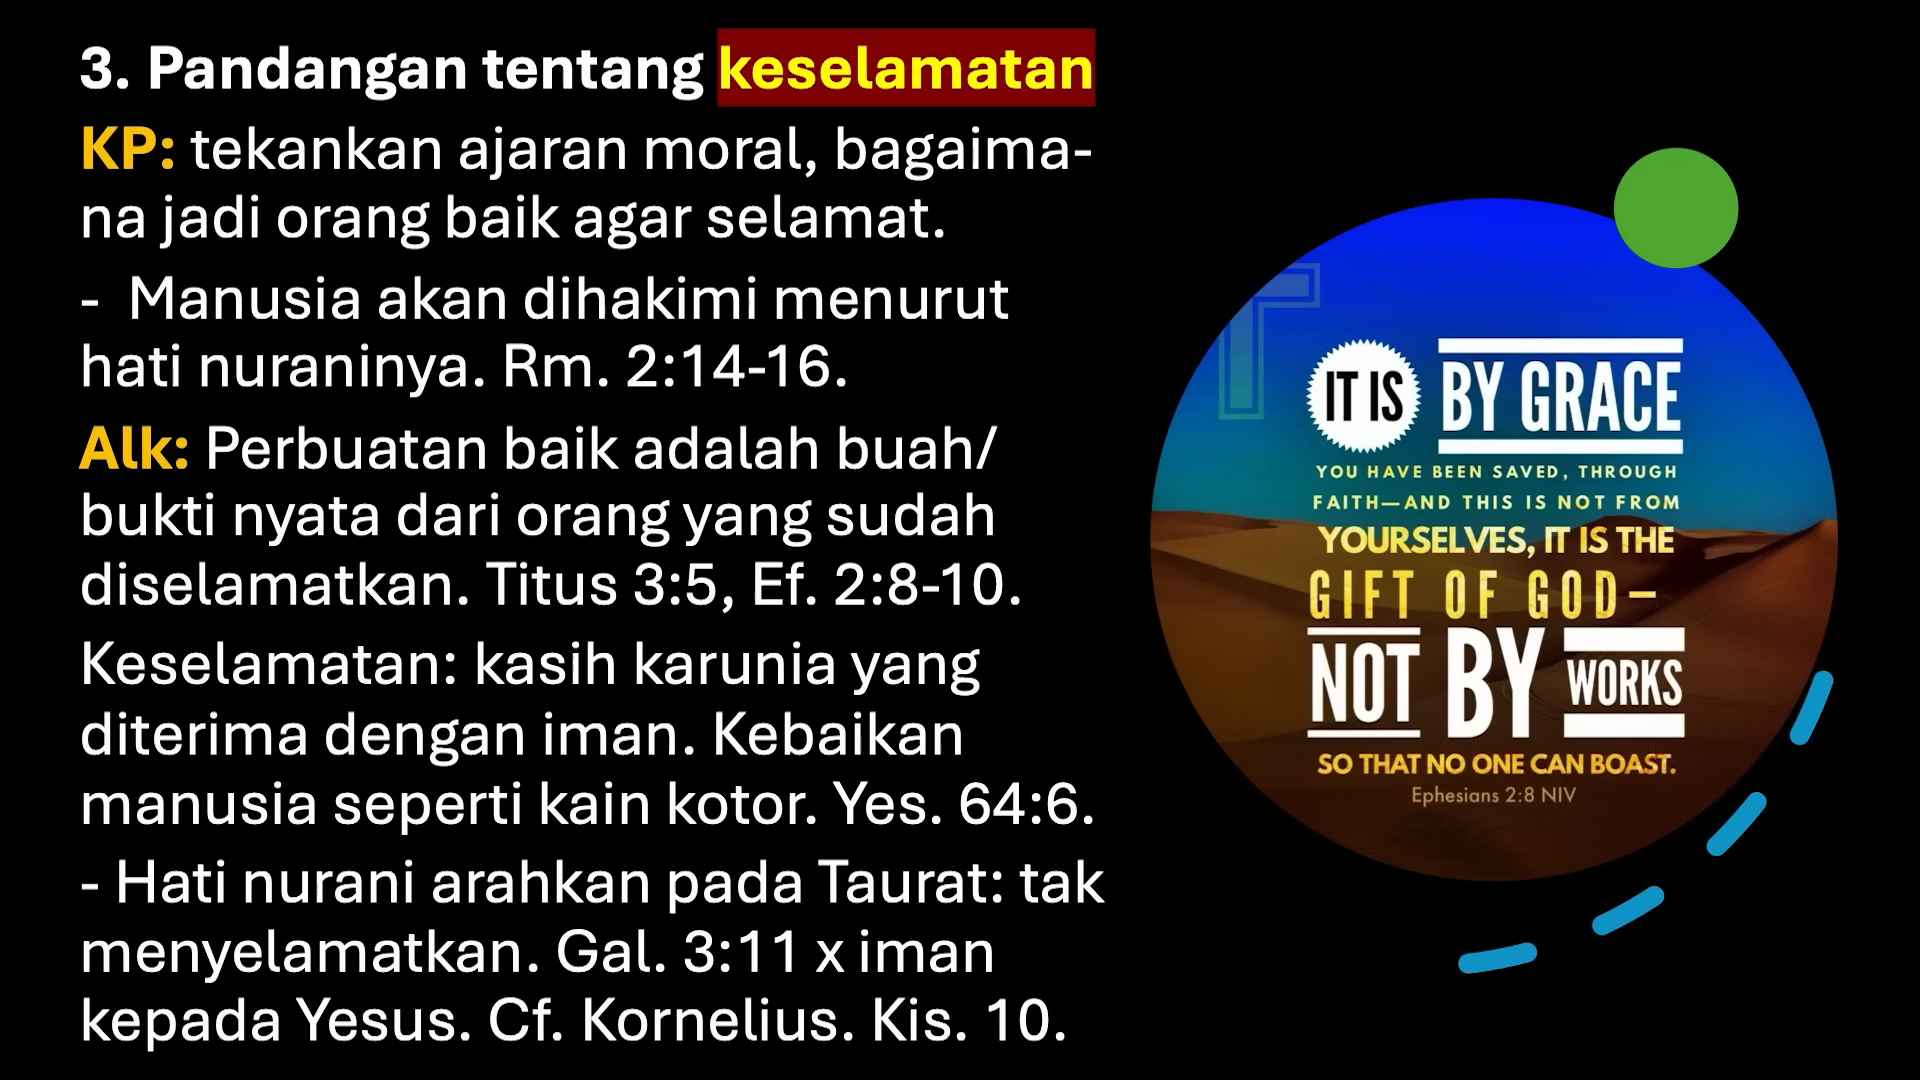 3. Pandangan tentang keselamatan
KP: tekankan ajaran moral, bagaima-
na jadi orang baik agar selamat.
- Manusia akan dihakimi menurut
hati nuraninya. Rm. 2:14-16.
Alk: Perbuatan baik adalah buah/
bukti nyata dari orang yang sudah
diselamatkan. Titus 3:5, Ef. 2:8-10.
Keselamatan: kasih karunia yang
diterima dengan iman. Kebaikan
manusia seperti kain kotor. Yes. 64:6.
- Hati nurani arahkan pada Taurat: tak
menyelamatkan. Gal. 3:11 x iman
kepada Yesus. Cf. Kornelius. Kis. 10.
T
IT IS BY GRACE
YOU HAVE BEEN SAVED, THROUGH
FAITH—AND THIS IS NOT FROM
YOURSELVES, IT IS THE
GIFT OF GOD–
NOT BY WORKS
SO THAT NO ONE CAN BOAST.
Ephesians 2:8 NIV